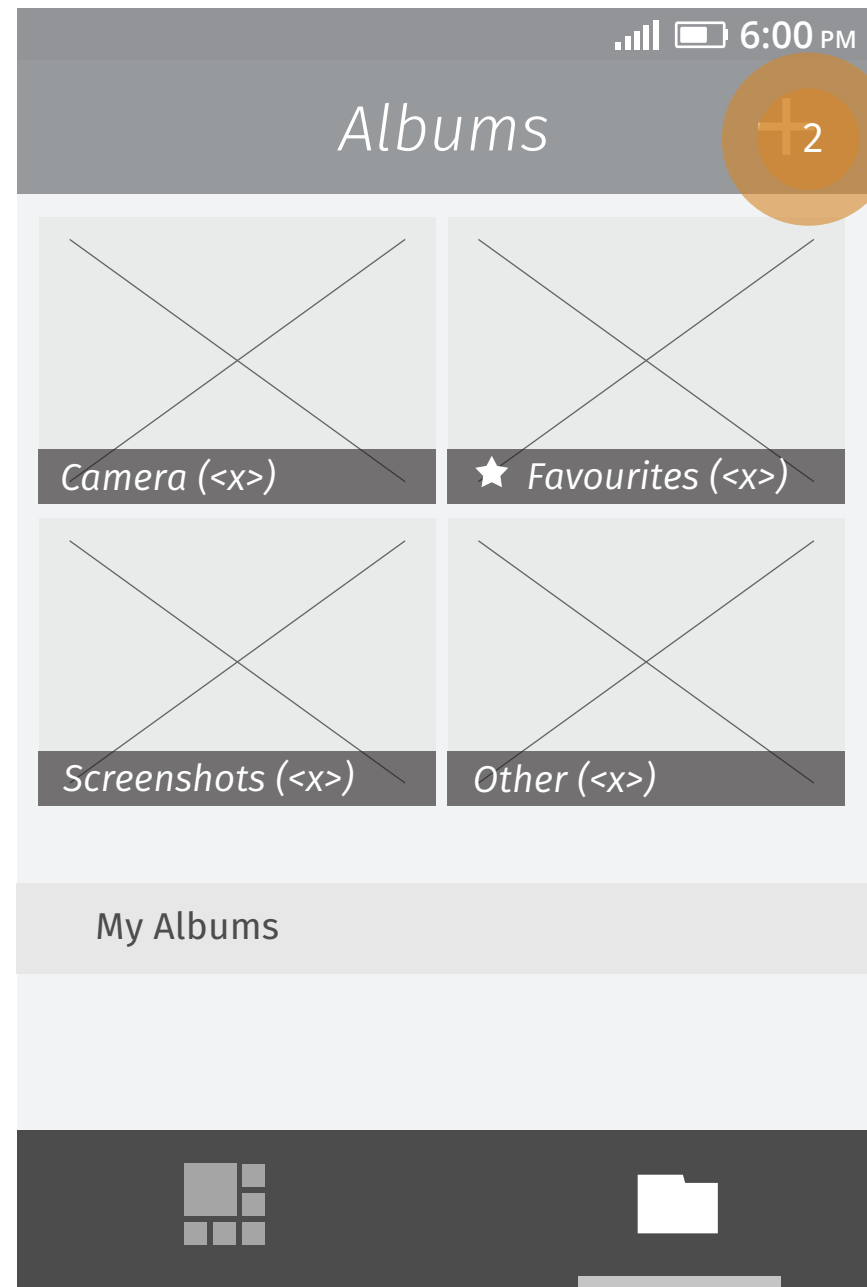 6:00 PM
Albums
2
Camera (<x>)
Favourites (<x>)
Screenshots (<x>)
Other (<x>)
My Albums